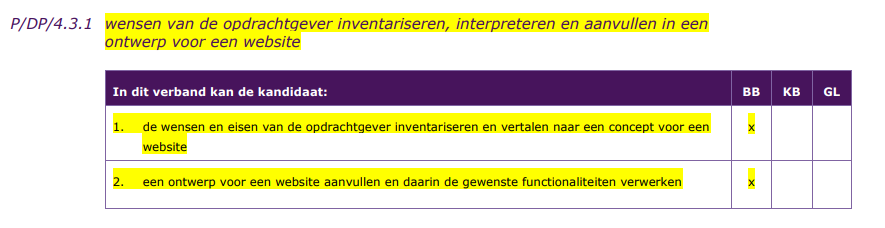 P/DP/4.3.1 wensen van de opdrachtgever inventariseren, interpreteren en aanvullen in een
ontwerp voor een website
In dit verband kan de kandidaat: BB KB GL
1. de wensen en eisen van de opdrachtgever inventariseren en vertalen naar een concept voor een x
website
2. een ontwerp voor een website aanvullen en daarin de gewenste functionaliteiten verwerken x